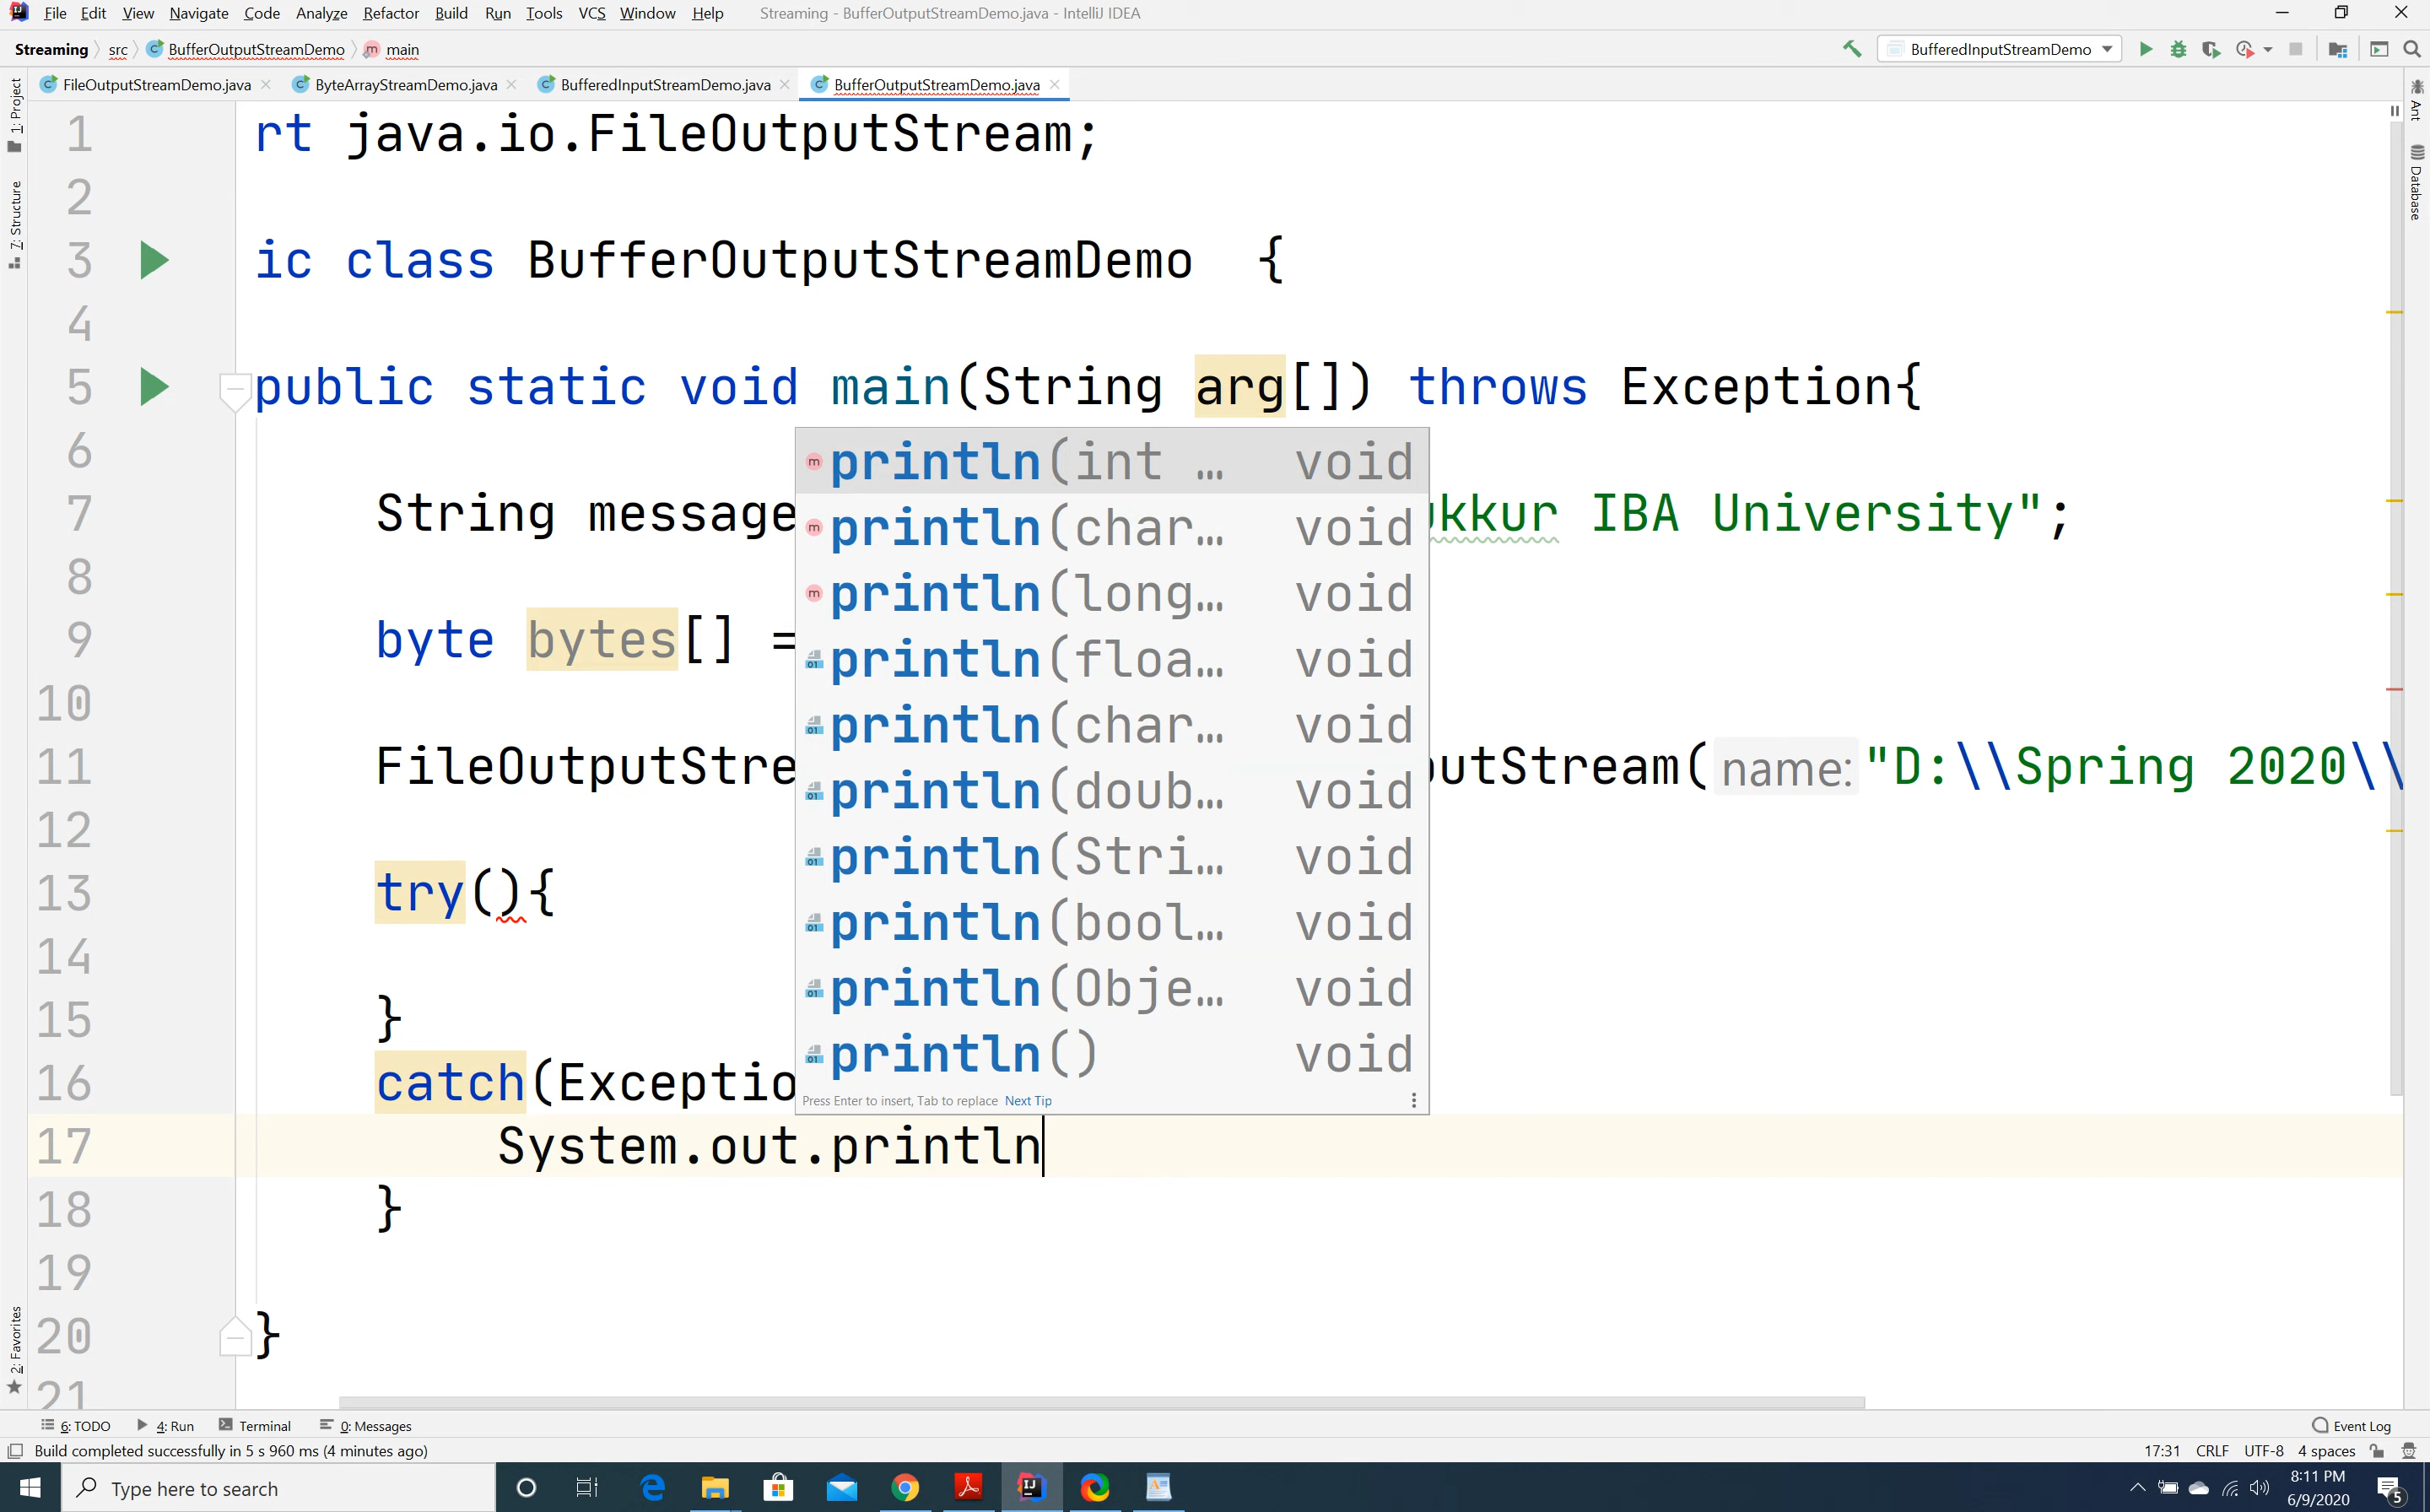 File Edit View Navigate Code Analyze Refactor Build Run Tools VCS Window Help Streaming - BufferOutputStreamDemo.java - IntelliJ IDEA
Streaming src BufferOutputStreamDemo main BufferedInputStreamDemo
FileOutputStreamDemo.java ByteArrayStreamDemo.java BufferedInputStreamDemo.java BufferOutputStreamDemo.java
1: Project
7: Structure
2: Favorites
Ant
Database
1 rt java.io.FileOutputStream;
2
3 ic class BufferOutputStreamDemo {
4
5 public static void main(String arg[]) throws Exception{
6
7 String message ukkur IBA University";
8
9 byte bytes[] =
10
11 FileOutputStre utStream( name: "D:\\Spring 2020\\
12
13 try(){
14
15 }
16 catch(Exceptio
17 System.out.println
18 }
19
20 }
21
println(int … void
println(char… void
println(long… void
println(floa… void
println(char… void
println(doub… void
println(Stri… void
println(bool… void
println(Obje… void
println() void
Press Enter to insert, Tab to replace Next Tip
6: TODO 4: Run Terminal 0: Messages Event Log
Build completed successfully in 5 s 960 ms (4 minutes ago) 17:31 CRLF UTF-8 4 spaces
Type here to search 8:11 PM
6/9/2020 5